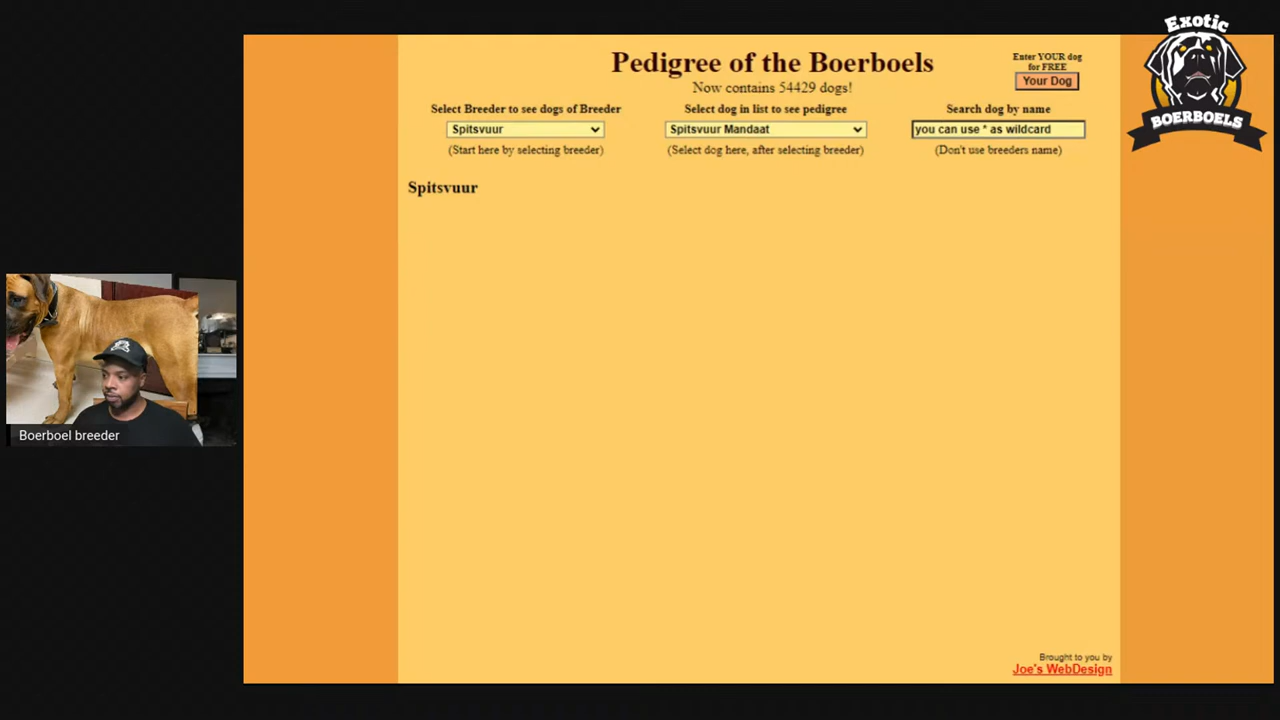 Exotic
BOERBOELS
Pedigree of the Boerboels
Now contains 54429 dogs!
Enter YOUR dog
for FREE
Your Dog
Select Breeder to see dogs of Breeder
Spitsvuur
(Start here by selecting breeder)
Select dog in list to see pedigree
Spitsvuur Mandaat
(Select dog here, after selecting breeder)
Search dog by name
you can use * as wildcard
(Don't use breeders name)
Spitsvuur
Boerboel breeder
Brought to you by
Joe's WebDesign